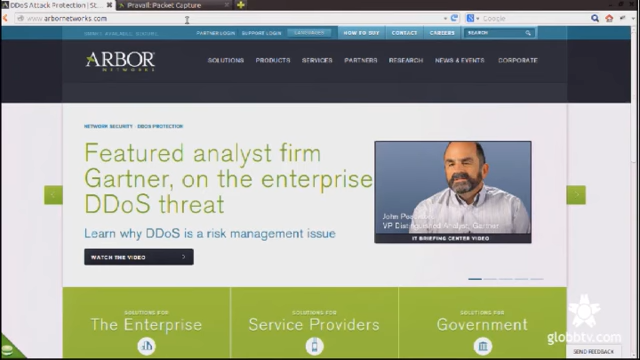 DDoS Attack Protection | St...
Pravail: Packet Capture
www.arbornetworks.com
Google
PARTNER LOGIN
SUPPORT LOGIN
HOW TO BUY
CONTACT
CAREERS
SEARCH
ARBOR
NETWORKS
SOLUTIONS PRODUCTS SERVICES PARTNERS RESEARCH NEWS & EVENTS CORPORATE
NETWORK SECURITY - DDOS PROTECTION
Featured analyst firm
Gartner, on the enterprise
DDoS threat
Learn why DDoS is a risk management issue
WATCH THE VIDEO
John
VP Distinguished Analyst, Gartner
IT BRIEFING CENTER VIDEO
SOLUTIONS FOR
The Enterprise
SOLUTIONS FOR
Service Providers
SOLUTIONS FOR
Government
globbtv.com
SEND FEEDBACK